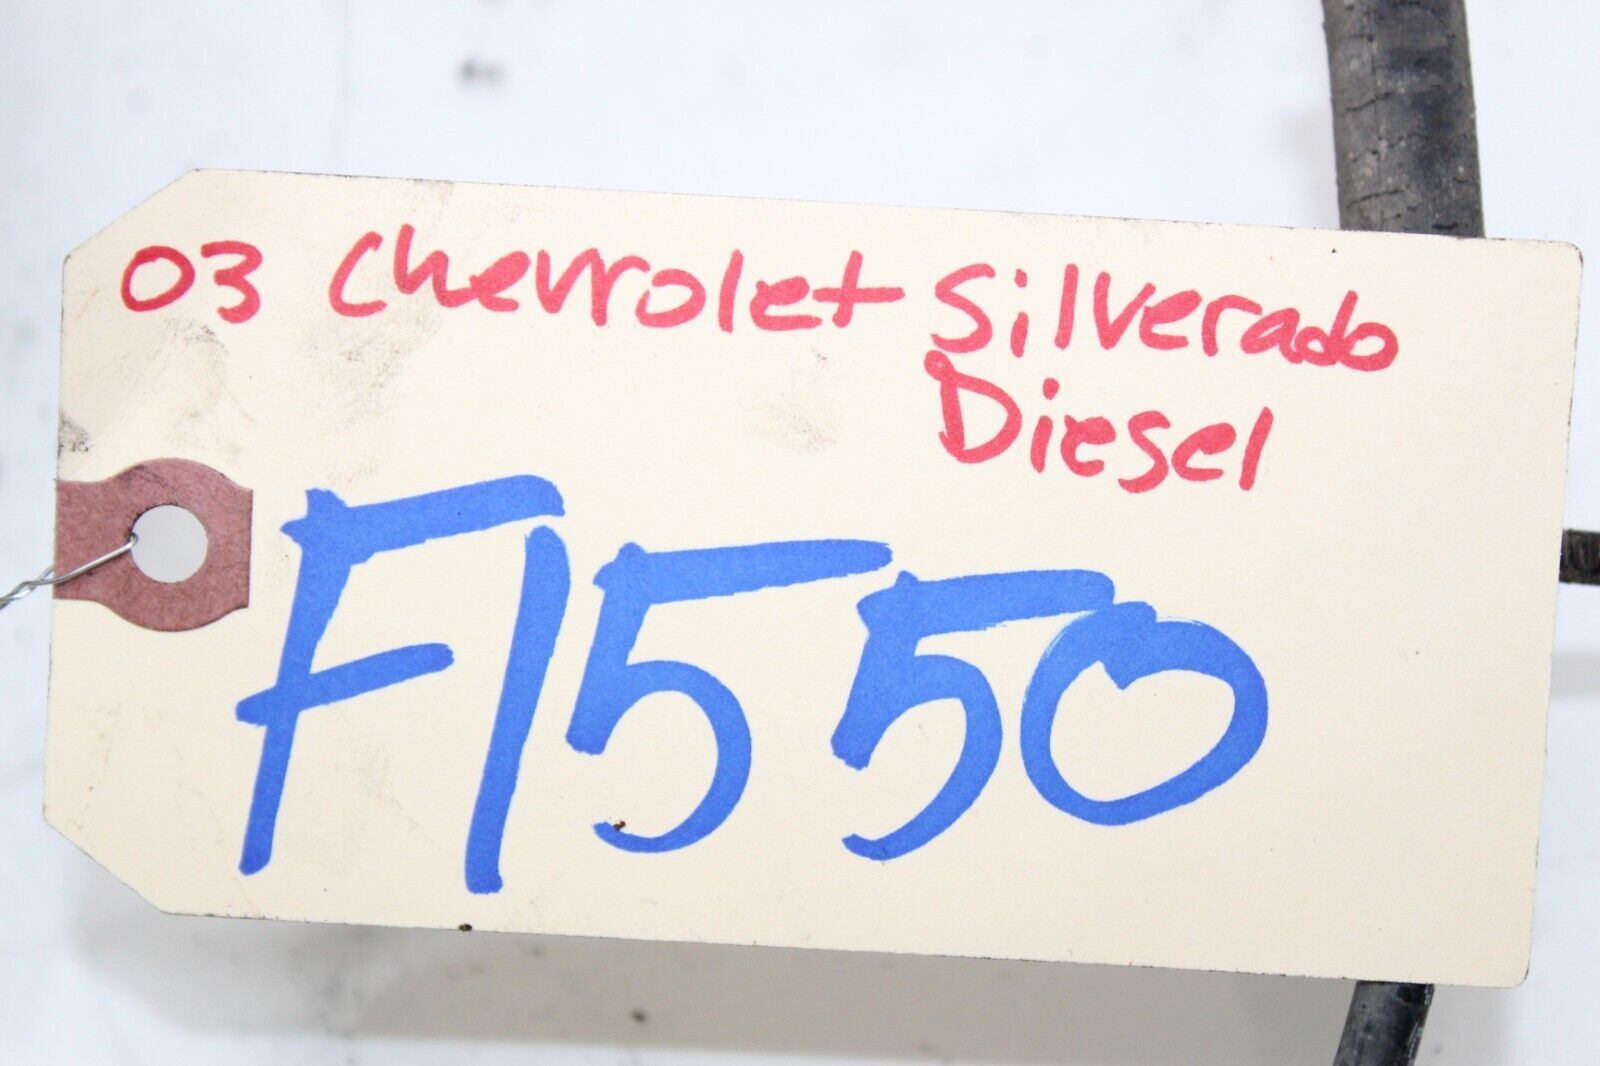 03 Chevrolet Silverado
Diesel
F1550